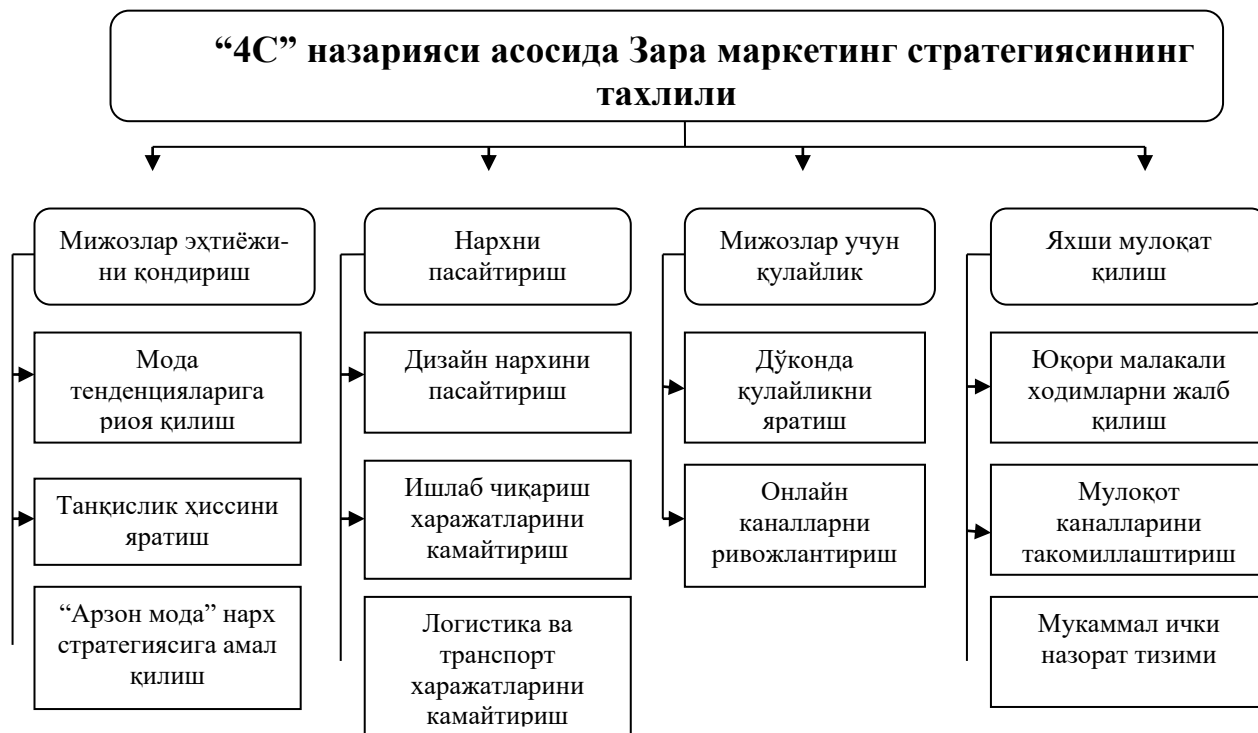 “4С” назарияси асосида Зара маркетинг стратегиясининг
тахлили
Мижозлар эҳтиёжи-
ни қондириш
Мода
тенденцияларига
риоя қилиш
Танқислик ҳиссини
яратиш
“Арзон мода” нарх
стратегиясига амал
қилиш
Нархни
пасайтириш
Дизайн нархини
пасайтириш
Ишлаб чиқариш
харажатларини
камайтириш
Логистика ва
транспорт
харажатларини
камайтириш
Мижозлар учун
қулайлик
Дўконда
қулайликни
яратиш
Онлайн
каналларни
ривожлантириш
Яхши мулоқат
қилиш
Юқори малакали
ходимларни жалб
қилиш
Мулоқот
каналларини
такомиллаштириш
Мукаммал ички
назорат тизими